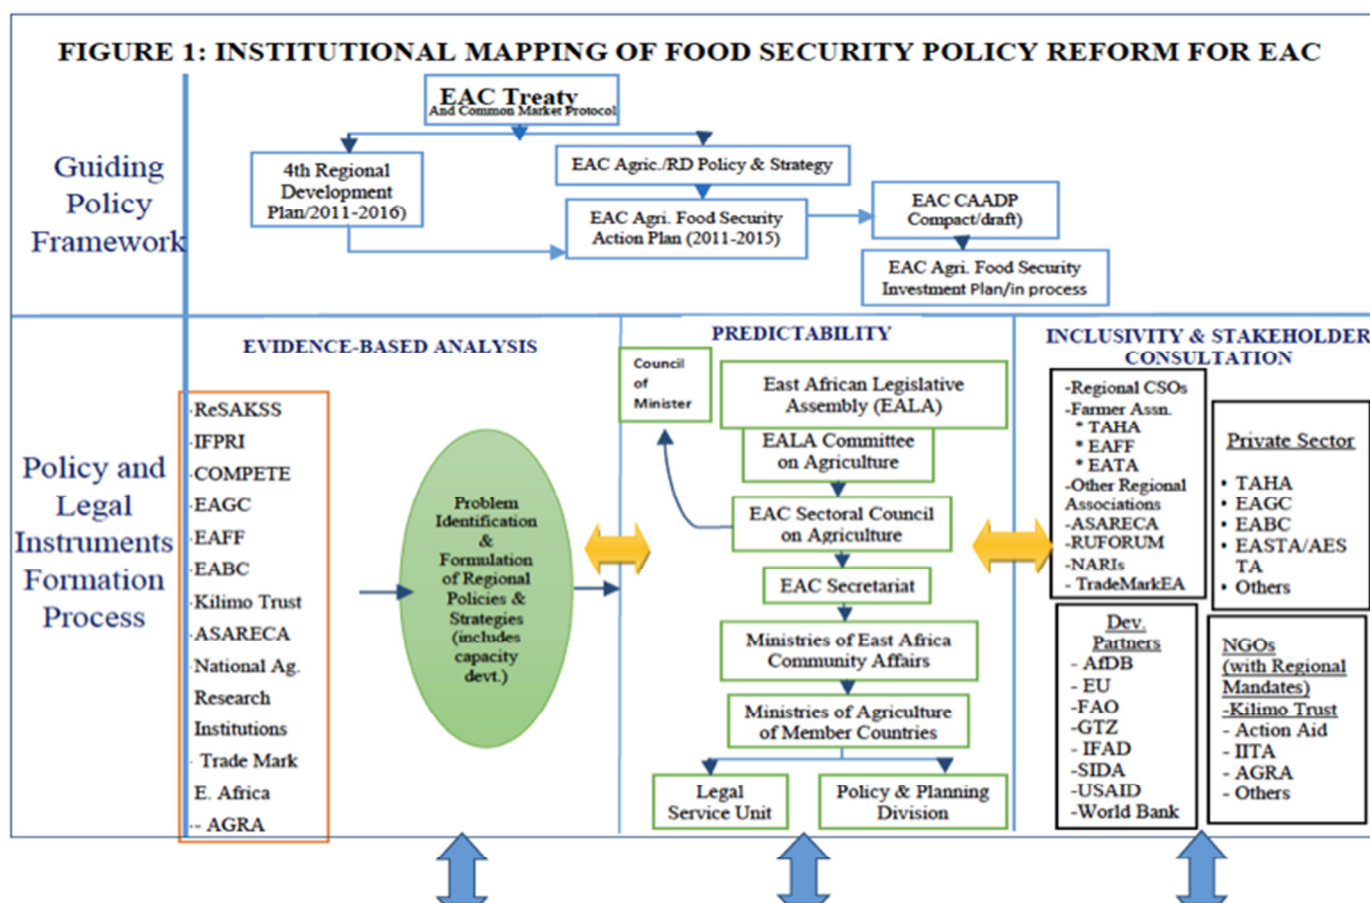 FIGURE 1: INSTITUTIONAL MAPPING OF FOOD SECURITY POLICY REFORM FOR EAC
Guiding
Policy
Framework
EAC Treaty
And Common Market Protocol
4th Regional
Development
Plan/2011-2016)
EAC Agric./RD Policy & Strategy
EAC Agri. Food Security
Action Plan (2011-2015)
EAC CAADP
Compact/draft)
EAC Agri. Food Security
Investment Plan/in process
Policy and
Legal
Instruments
Formation
Process
EVIDENCE-BASED ANALYSIS
·ReSAKSS
·IFPRI
·COMPETE
·EAGC
·EAFF
·EABC
·Kilimo Trust
·ASARECA
·National Ag.
Research
Institutions
· Trade Mark
E. Africa
-- AGRA
Problem
Identification
&
Formulation
of Regional
Policies &
Strategies
(includes
capacity
devt.)
PREDICTABILITY
Council
of
Minister
East African Legislative
Assembly (EALA)
EALA Committee
on Agriculture
EAC Sectoral Council
on Agriculture
EAC Secretariat
Ministries of East Africa
Community Affairs
Ministries of Agriculture
of Member Countries
Legal
Service Unit
Policy & Planning
Division
INCLUSIVITY & STAKEHOLDER
CONSULTATION
-Regional CSOs
-Farmer Assn.
* TAHA
* EAFF
* EATA
-Other Regional
Associations
-ASARECA
-RUFORUM
-NARIs
- TradeMarkEA
Private Sector
• TAHA
• EAGC
• EABC
• EASTA/AES
TA
• Others
Dev.
Partners
- AfDB
- EU
-FAO
-GTZ
- IFAD
-SIDA
-USAID
-World Bank
NGOs
(with Regional
Mandates)
-Kilimo Trust
- Action Aid
- IITA
- AGRA
- Others